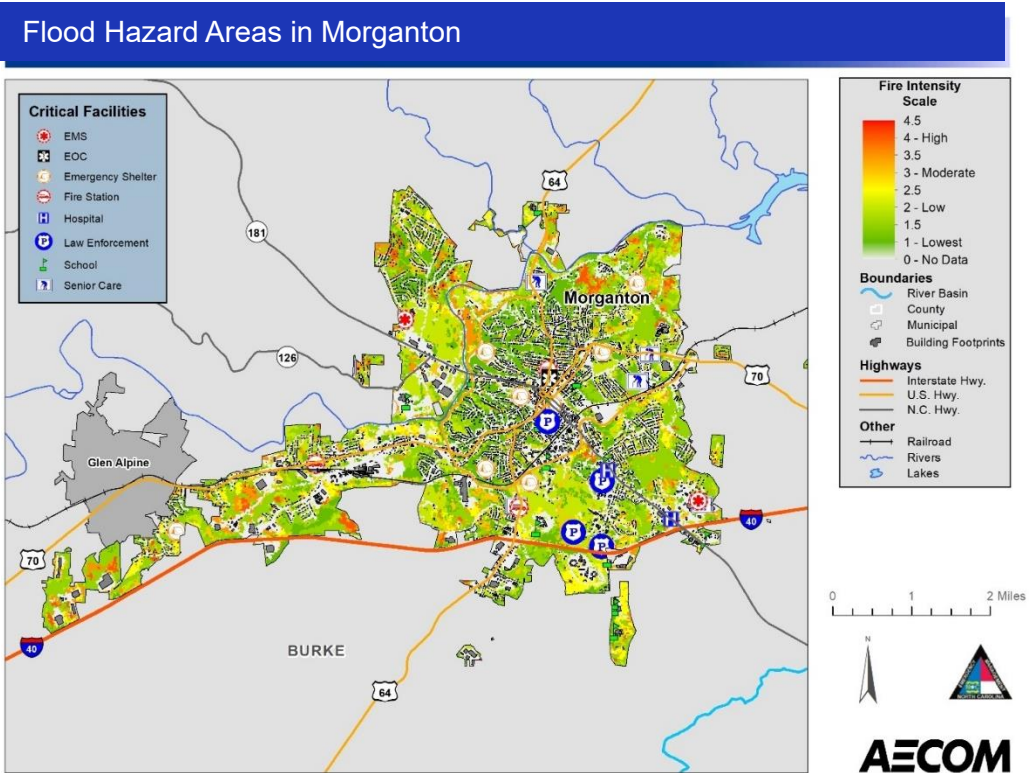 Flood Hazard Areas in Morganton
Critical Facilities
EMS
EOC
Emergency Shelter
Fire Station
Hospital
Law Enforcement
School
Senior Care
181
64
126
Morganton
70
Glen Alpine
70
40
40
BURKE
64
Fire Intensity
Scale
4.5
4 - High
3.5
3 - Moderate
2.5
2 - Low
1.5
1 - Lowest
0 - No Data
Boundaries
River Basin
County
Municipal
Building Footprints
Highways
Interstate Hwy.
U.S. Hwy.
N.C. Hwy.
Other
Railroad
Rivers
Lakes
0 1 2 Miles
N
NORTH CAROLINA
AECOM